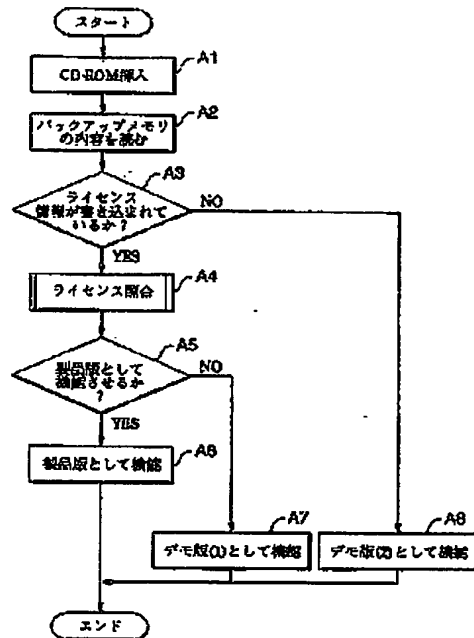 スタート
A1
CD-ROM挿入
A2
バックアップメモリ
の内容を読む
A3
ライセンス
情報が書き込まれて
いるか?
NO
YES
A4
ライセンス照合
A5
製品版として
機能させるか
?
NO
YES
A6
製品版として機能
A7
デモ版(1)として機能
A8
デモ版(2)として機能
エンド